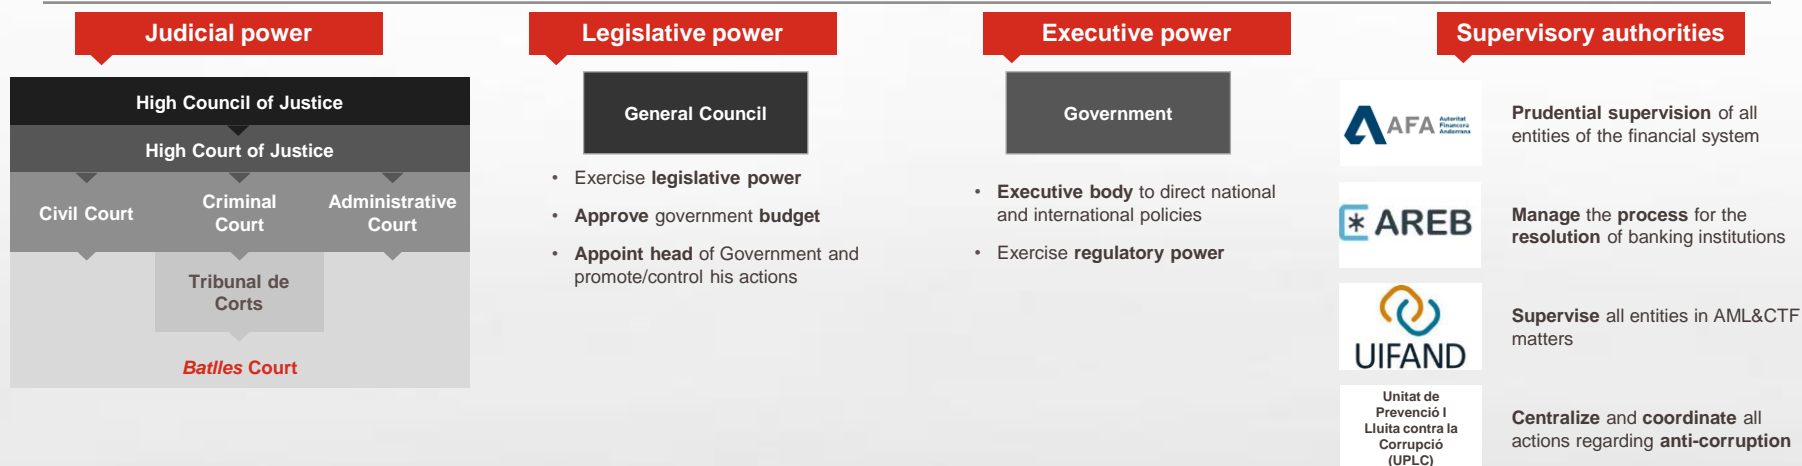 Judicial power
High Council of Justice
High Court of Justice
Civil Court
Criminal
Court
Administrative
Court
Tribunal de
Corts
Batlles Court
Legislative power
General Council
• Exercise legislative power
• Approve government budget
• Appoint head of Government and
promote/control his actions
Executive power
Government
• Executive body to direct national
and international policies
• Exercise regulatory power
Supervisory authorities
AFA Autoritat
Financera
Andorrana
Prudential supervision of all
entities of the financial system
AREB
Manage the process for the
resolution of banking institutions
UIFAND
Supervise all entities in AML&CTF
matters
Unitat de
Prevenció I
Lluita contra la
Corrupció
(UPLC)
Centralize and coordinate all
actions regarding anti-corruption